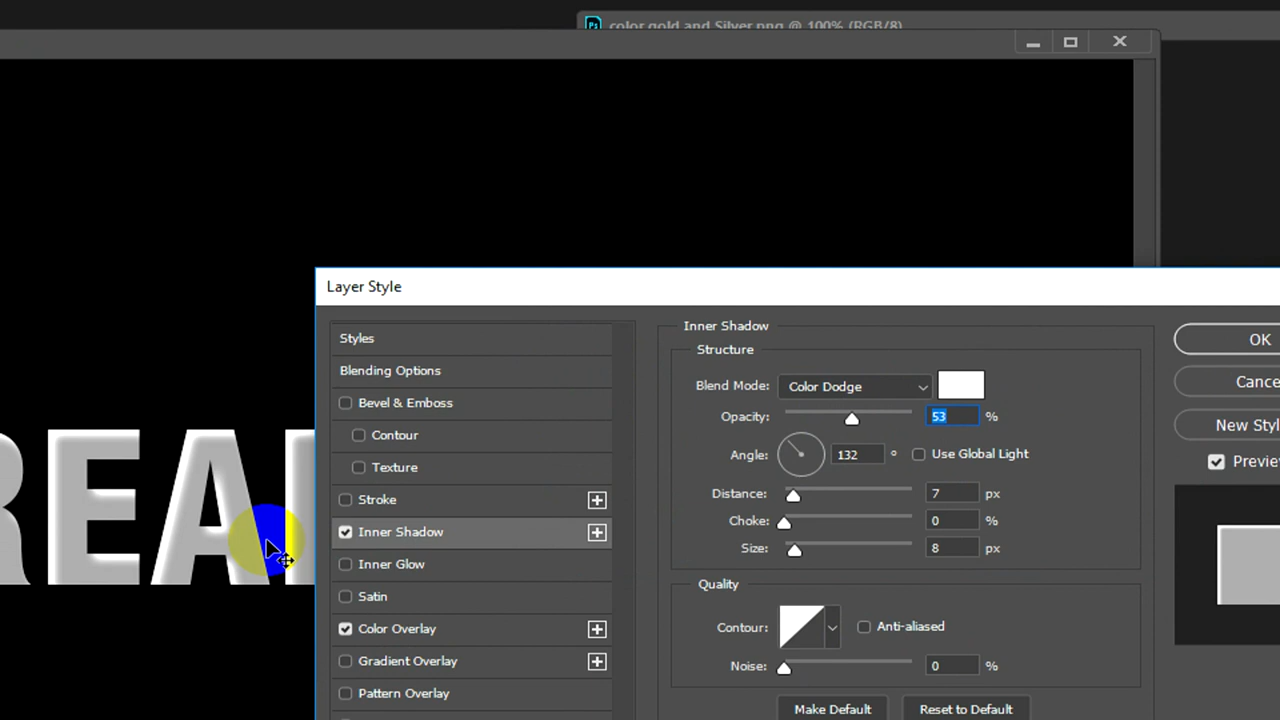 color gold and Silver.png @ 100% (RGB/8)
REA
Layer Style
Styles
Blending Options
Bevel & Emboss
Contour
Texture
Stroke
Inner Shadow
Inner Glow
Satin
Color Overlay
Gradient Overlay
Pattern Overlay
Inner Shadow
Structure
Blend Mode: Color Dodge
Opacity: 53 %
Angle: 132 ° Use Global Light
Distance: 7 px
Choke: 0 %
Size: 8 px
Quality
Contour: Anti-aliased
Noise: 0 %
Make Default Reset to Default
OK
Cance
New Styl
Preview